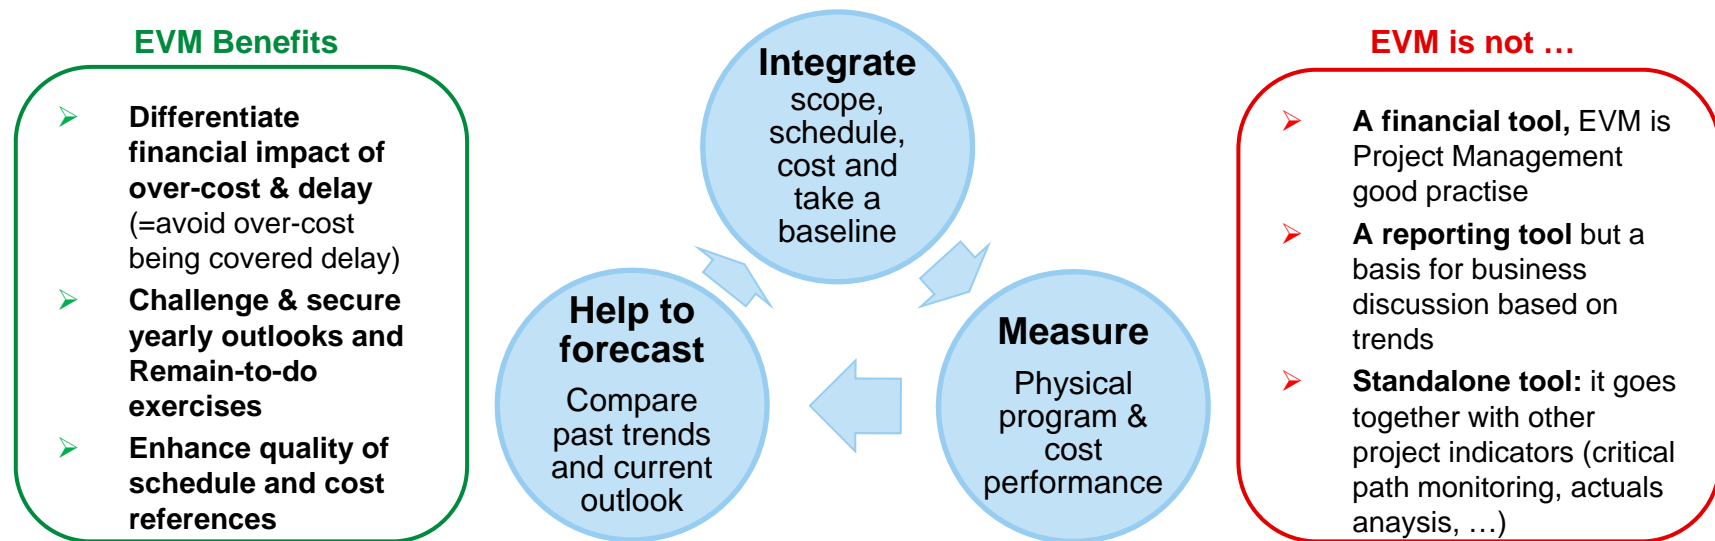 EVM Benefits
➢ Differentiate
financial impact of
over-cost & delay
(=avoid over-cost
being covered delay)
➢ Challenge & secure
yearly outlooks and
Remain-to-do
exercises
➢ Enhance quality of
schedule and cost
references
Integrate
scope,
schedule,
cost and
take a
baseline
Measure
Physical
program &
cost
performance
Help to
forecast
Compare
past trends
and current
outlook
EVM is not …
➢ A financial tool, EVM is
Project Management
good practise
➢ A reporting tool but a
basis for business
discussion based on
trends
➢ Standalone tool: it goes
together with other
project indicators (critical
path monitoring, actuals
anaysis, …)